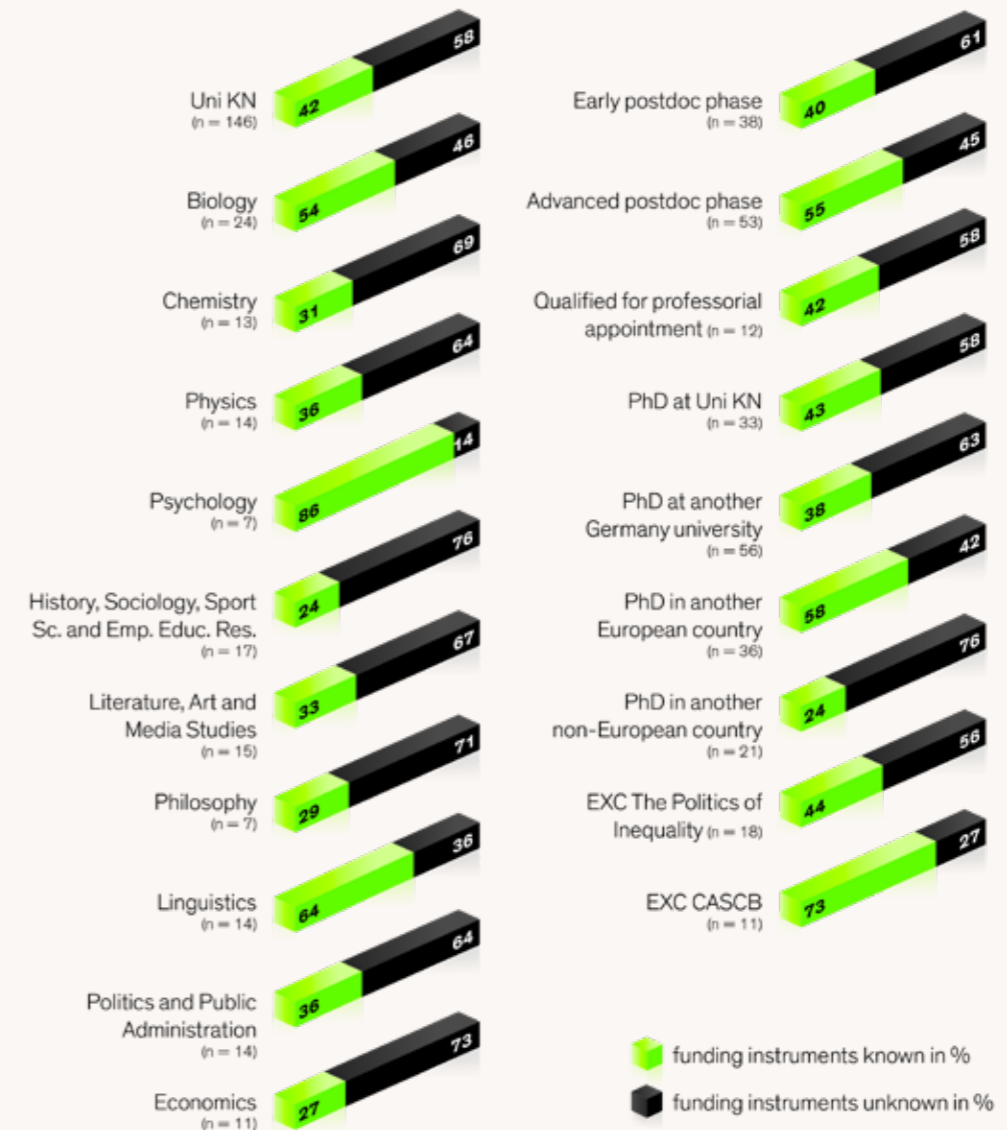 58
42
Uni KN
(n = 146)
46
54
Biology
(n = 24)
69
31
Chemistry
(n = 13)
64
36
Physics
(n = 14)
14
86
Psychology
(n = 7)
76
24
History, Sociology, Sport
Sc. and Emp. Educ. Res.
(n = 17)
67
33
Literature, Art and
Media Studies
(n = 15)
71
29
Philosophy
(n = 7)
36
64
Linguistics
(n = 14)
64
36
Politics and Public
Administration
(n = 14)
73
27
Economics
(n = 11)
61
40
Early postdoc phase
(n = 38)
45
55
Advanced postdoc phase
(n = 53)
58
42
Qualified for professorial
appointment (n = 12)
58
43
PhD at Uni KN
(n = 33)
63
38
PhD at another
Germany university
(n = 56)
42
58
PhD in another
European country
(n = 36)
76
24
PhD in another
non-European country
(n = 21)
56
44
EXC The Politics of
Inequality (n = 18)
27
73
EXC CASCB
(n = 11)
funding instruments known in %
funding instruments unknown in %